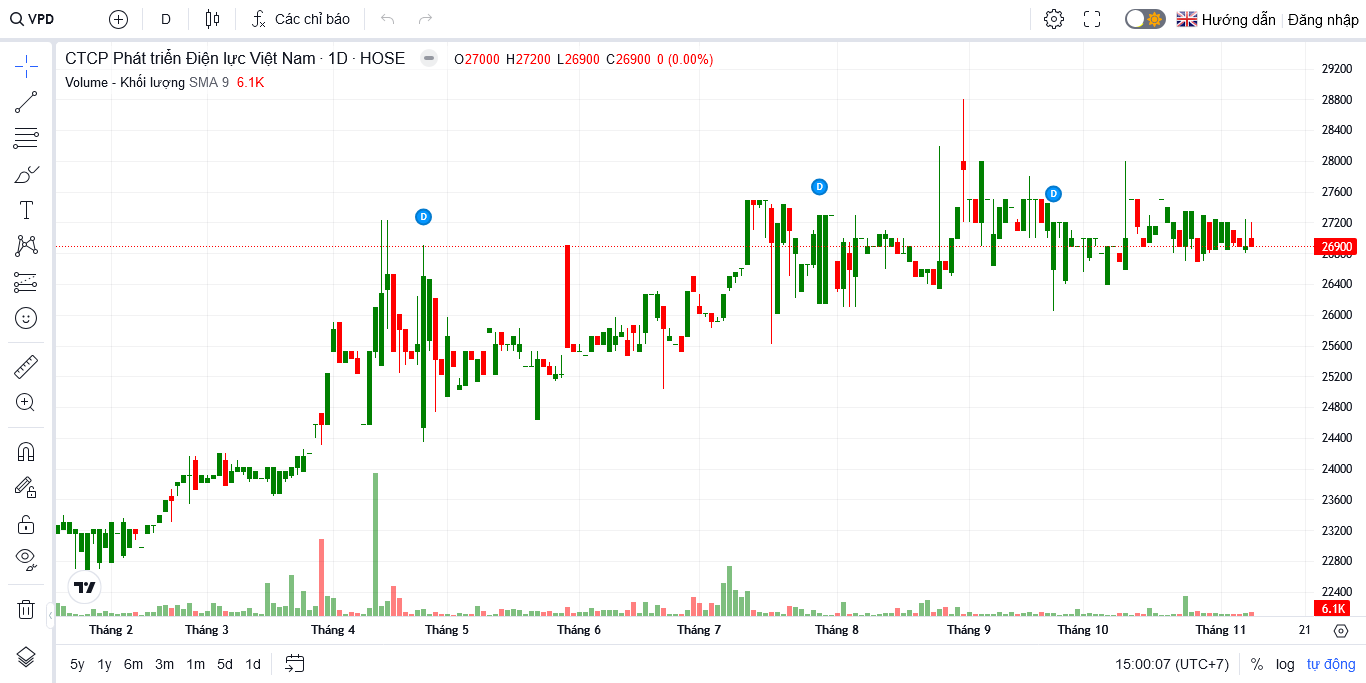 VPD D Các chỉ báo Hướng dẫn Đăng nhập
CTCP Phát triển Điện lực Việt Nam · 1D · HOSE O27000 H27200 L26900 C26900 0 (0.00%)
Volume - Khối lượng SMA 9 6.1K
29200
28800
28400
28000
27600
27200
26900
26800
26400
26000
25600
25200
24800
24400
24000
23600
23200
22800
22400
6.1K
D
D
D
Tháng 2 Tháng 3 Tháng 4 Tháng 5 Tháng 6 Tháng 7 Tháng 8 Tháng 9 Tháng 10 Tháng 11 21
5y 1y 6m 3m 1m 5d 1d 15:00:07 (UTC+7) % log tự động